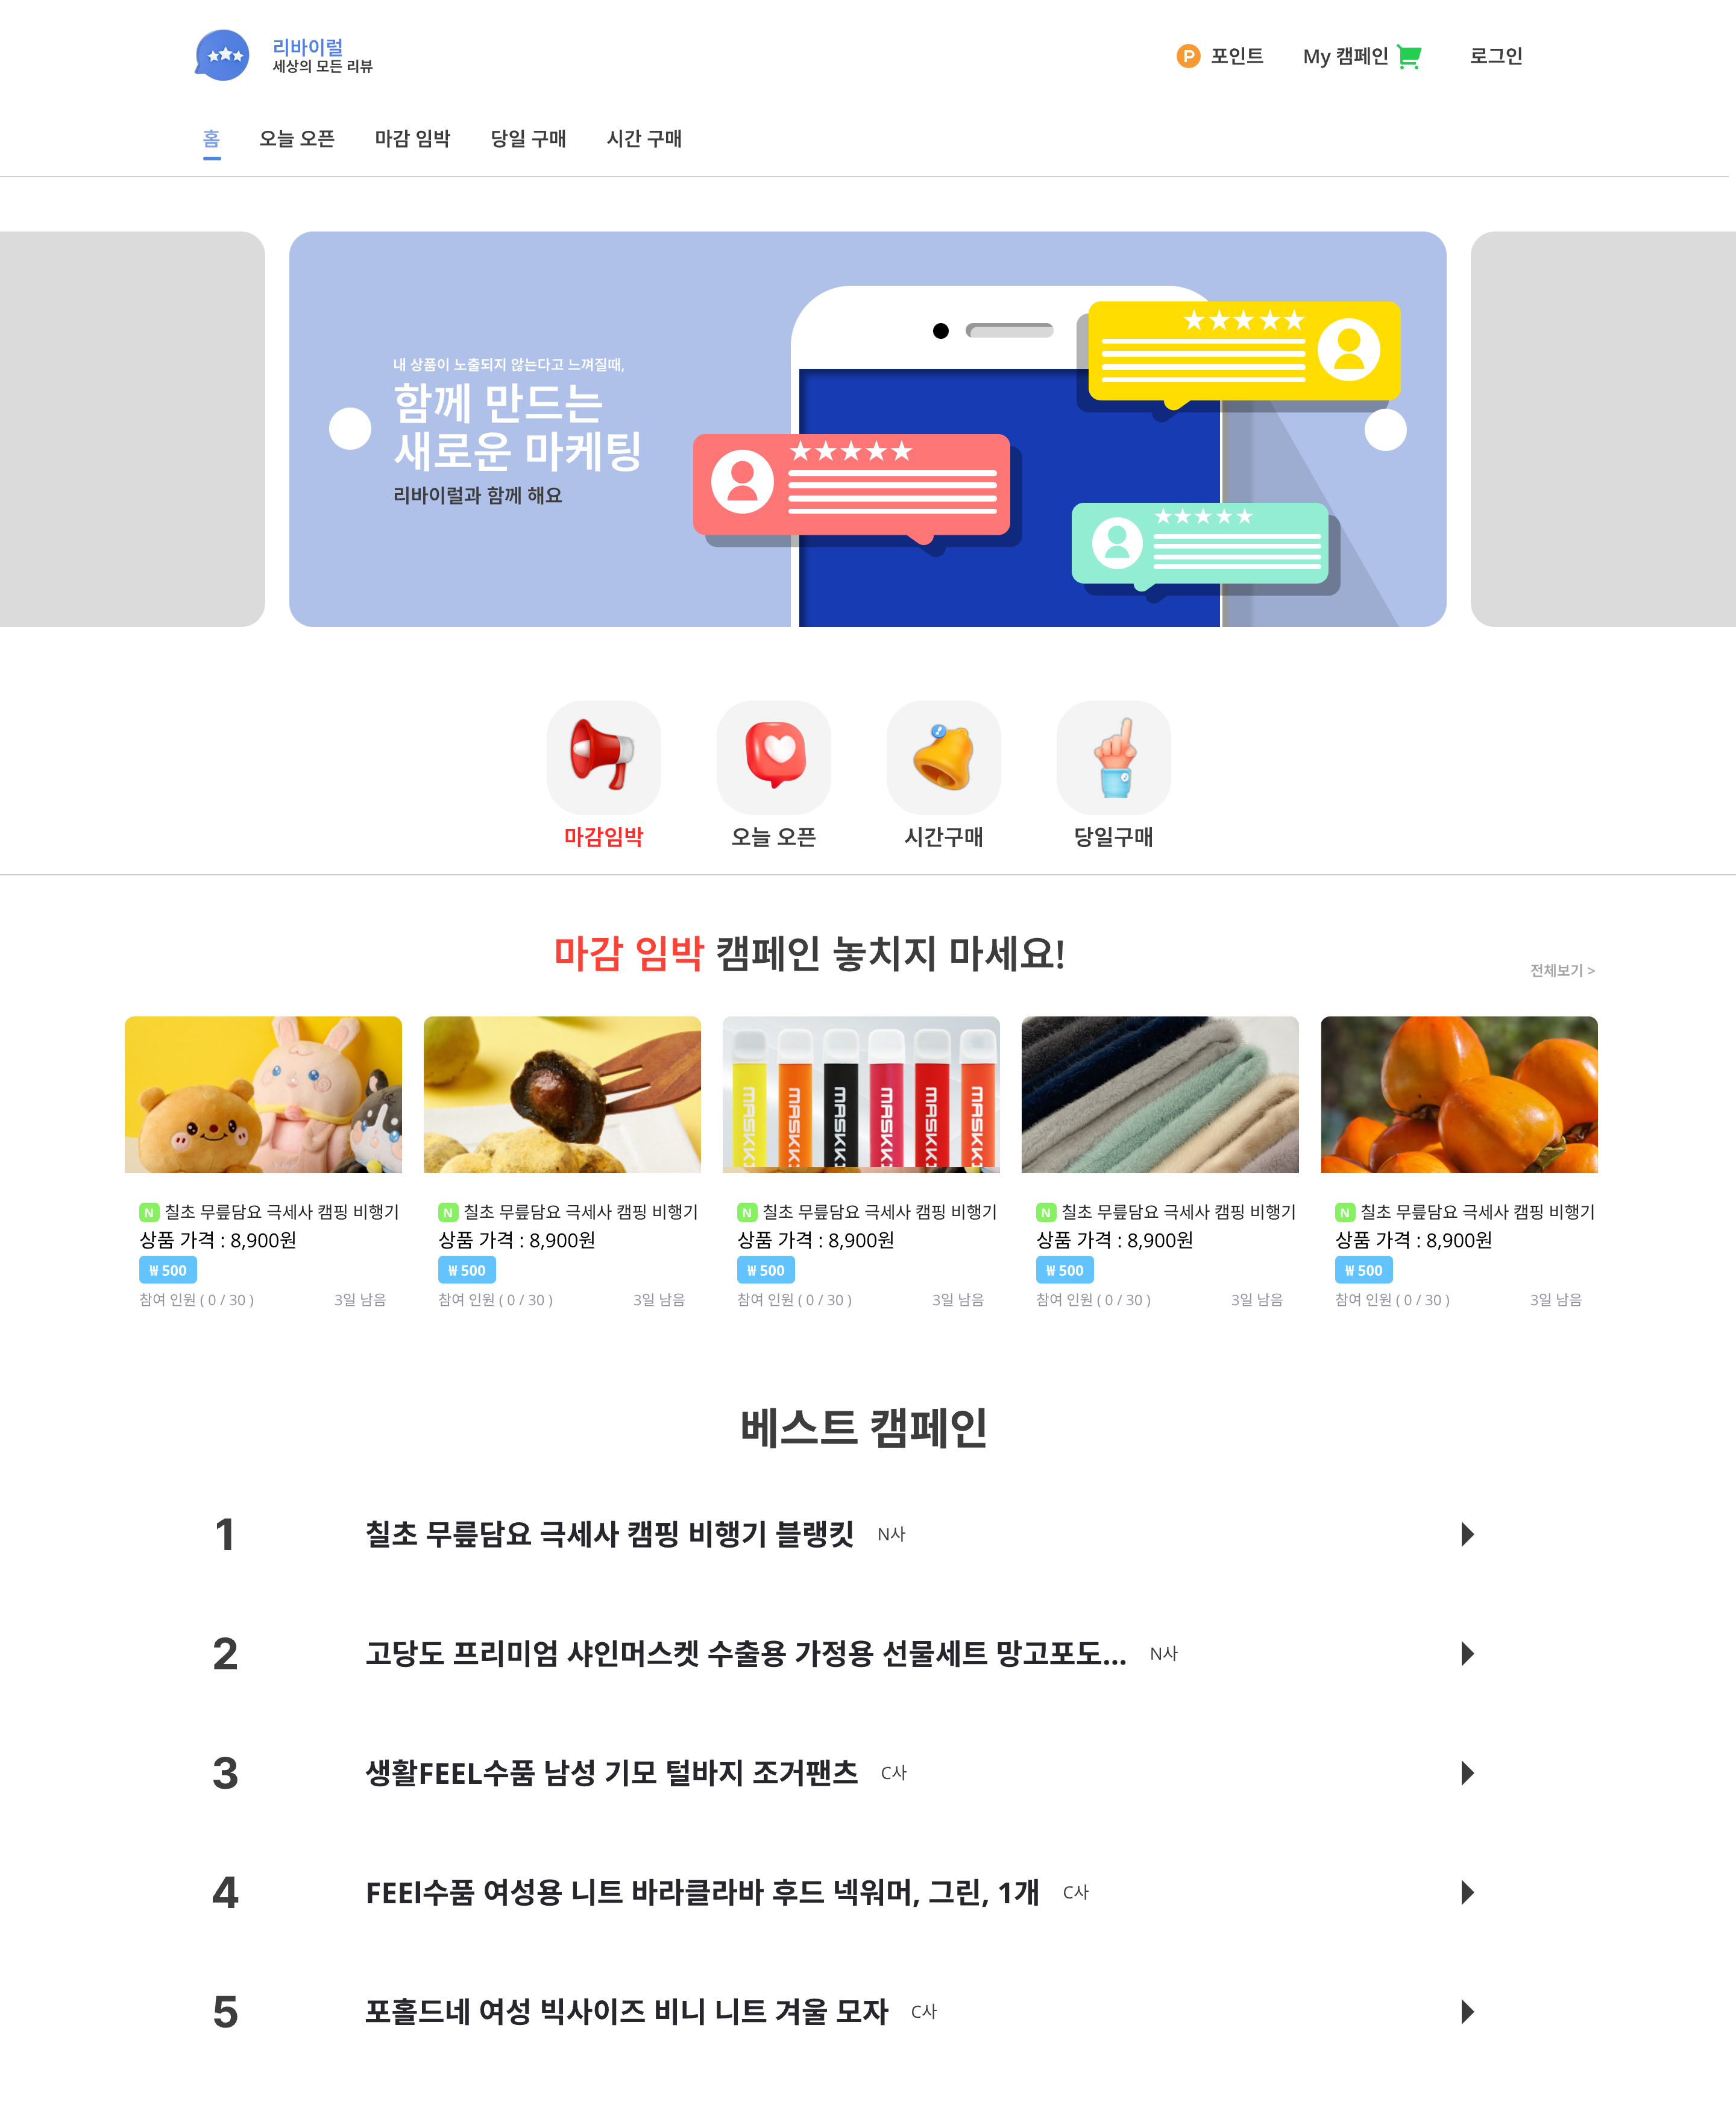 리바이럴
세상의 모든 리뷰
P 포인트
My 캠페인
로그인
홈
오늘 오픈
마감 임박
당일 구매
시간 구매
내 상품이 노출되지 않는다고 느껴질때,
함께 만드는
새로운 마케팅
리바이럴과 함께 해요
마감임박
오늘 오픈
시간구매
당일구매
마감 임박 캠페인 놓치지 마세요!
전체보기 >
MASKKI
MASKKI
MASKKI
MASKKI
MASKKI
MASKKI
N 칠초 무릎담요 극세사 캠핑 비행기
상품 가격 : 8,900원
₩ 500
참여 인원 ( 0 / 30 )
3일 남음
N 칠초 무릎담요 극세사 캠핑 비행기
상품 가격 : 8,900원
₩ 500
참여 인원 ( 0 / 30 )
3일 남음
N 칠초 무릎담요 극세사 캠핑 비행기
상품 가격 : 8,900원
₩ 500
참여 인원 ( 0 / 30 )
3일 남음
N 칠초 무릎담요 극세사 캠핑 비행기
상품 가격 : 8,900원
₩ 500
참여 인원 ( 0 / 30 )
3일 남음
N 칠초 무릎담요 극세사 캠핑 비행기
상품 가격 : 8,900원
₩ 500
참여 인원 ( 0 / 30 )
3일 남음
베스트 캠페인
1 칠초 무릎담요 극세사 캠핑 비행기 블랭킷 N사
2 고당도 프리미엄 샤인머스켓 수출용 가정용 선물세트 망고포도... N사
3 생활FEEL수품 남성 기모 털바지 조거팬츠 C사
4 FEEl수품 여성용 니트 바라클라바 후드 넥워머, 그린, 1개 C사
5 포홀드네 여성 빅사이즈 비니 니트 겨울 모자 C사